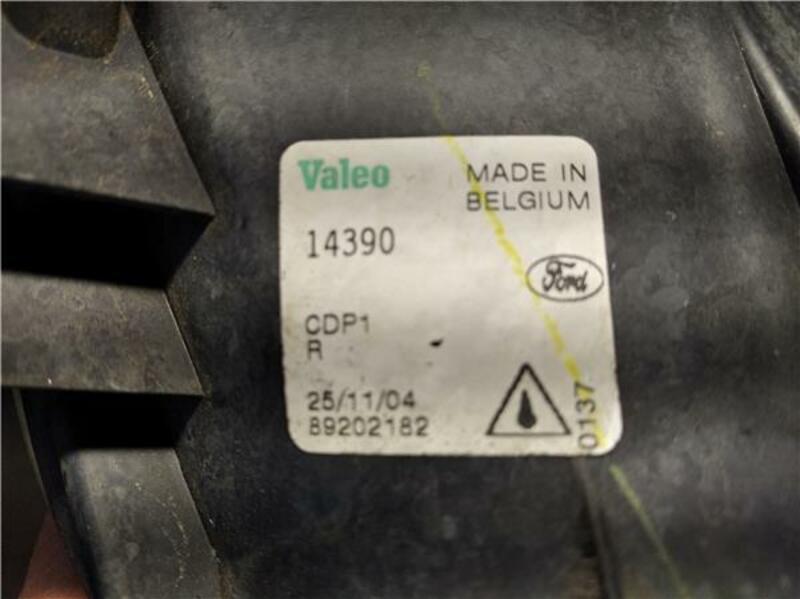 Valeo
MADE IN
BELGIUM
14390
Ford
CDP1
R
25/11/04
89202182
0137